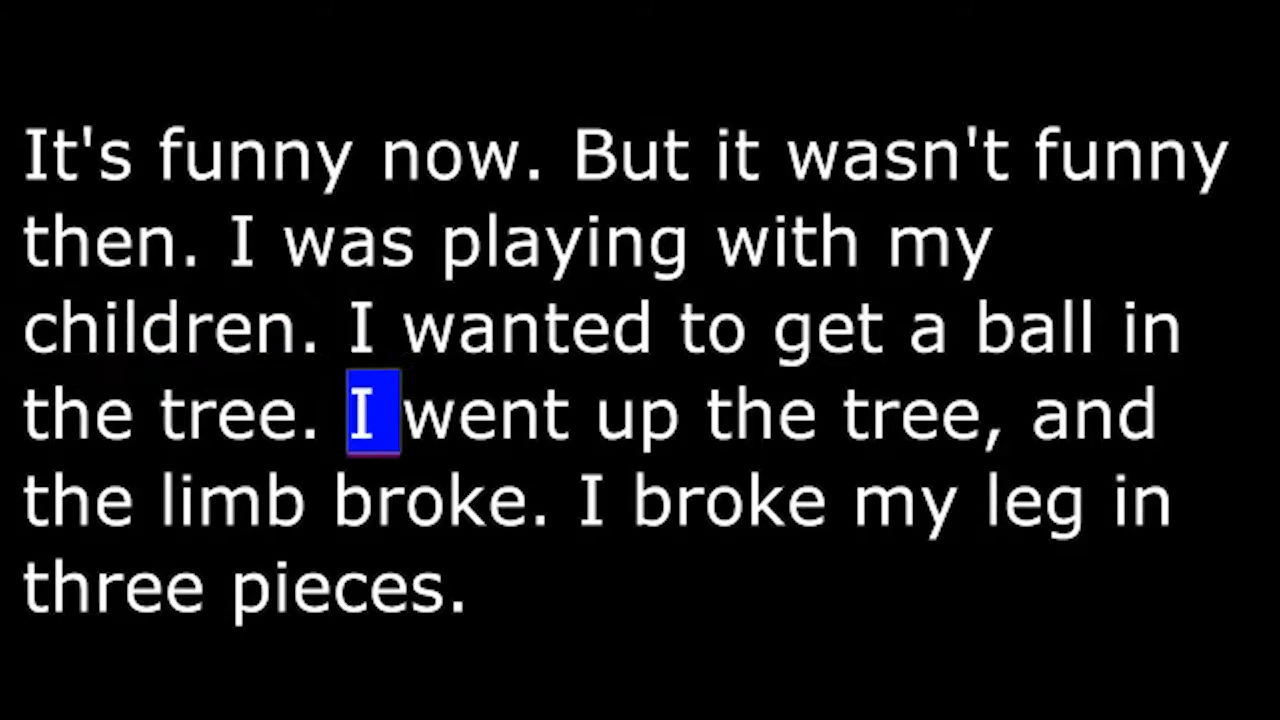 It's funny now. But it wasn't funny
then. I was playing with my
children. I wanted to get a ball in
the tree. I went up the tree, and
the limb broke. I broke my leg in
three pieces.